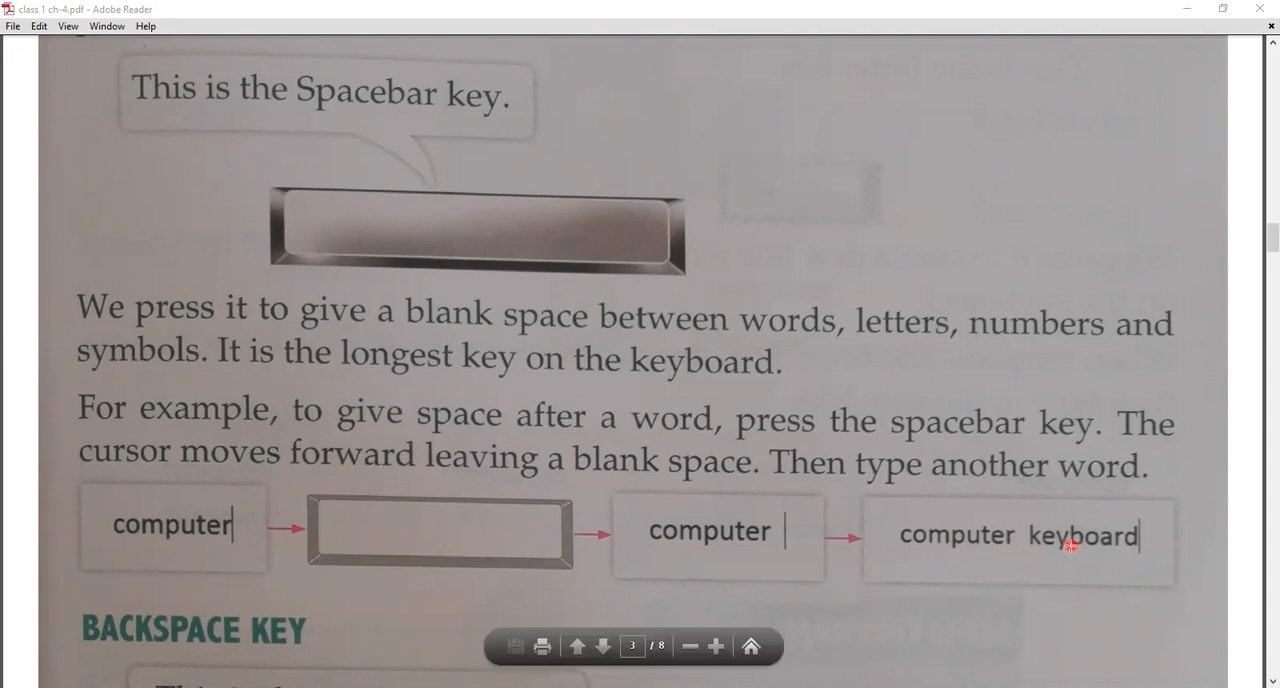 class 1 ch-4.pdf - Adobe Reader
File Edit View Window Help
This is the Spacebar key.
We press it to give a blank space between words, letters, numbers and
symbols. It is the longest key on the keyboard.
For example, to give space after a word, press the spacebar key. The
cursor moves forward leaving a blank space. Then type another word.
computer computer computer keyboard
BACKSPACE KEY
3 / 8